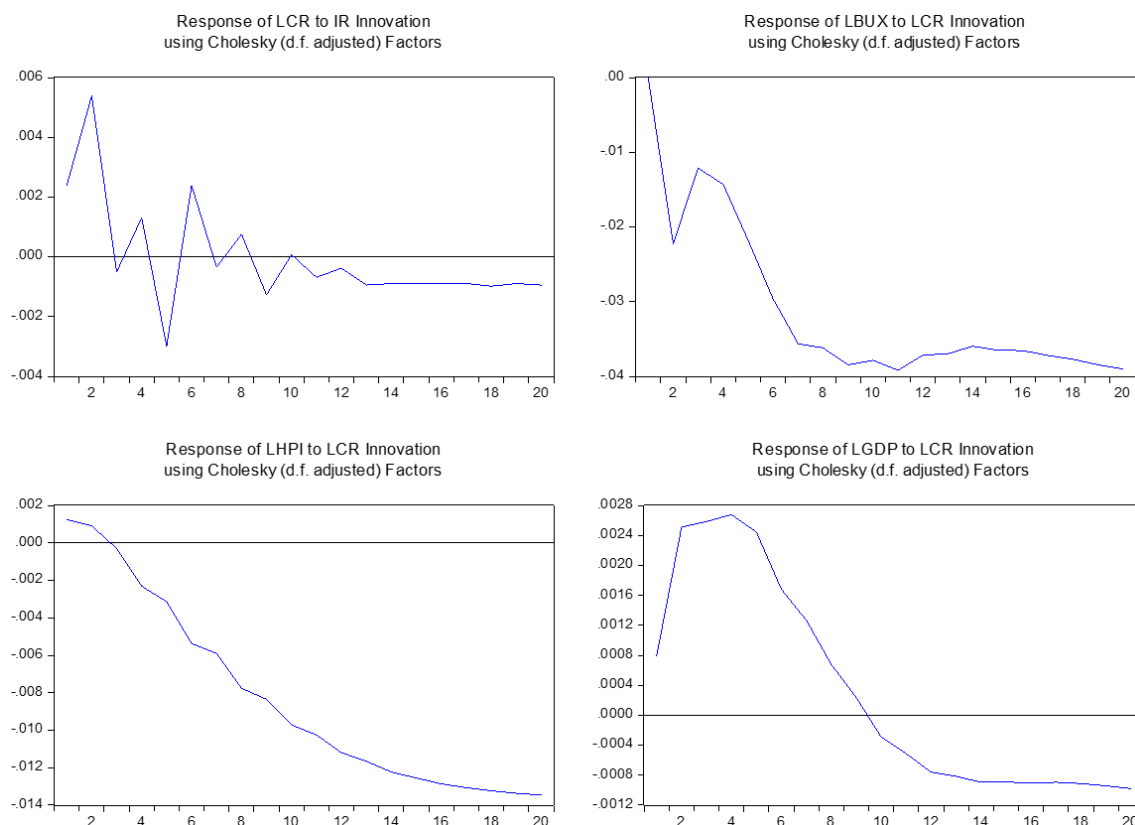 Response of LCR to IR Innovation
using Cholesky (d.f. adjusted) Factors
.006
.004
.002
.000
-.002
-.004
2 4 6 8 10 12 14 16 18 20
Response of LBUX to LCR Innovation
using Cholesky (d.f. adjusted) Factors
.00
-.01
-.02
-.03
-.04
2 4 6 8 10 12 14 16 18 20
Response of LHPI to LCR Innovation
using Cholesky (d.f. adjusted) Factors
.002
.000
-.002
-.004
-.006
-.008
-.010
-.012
-.014
2 4 6 8 10 12 14 16 18 20
Response of LGDP to LCR Innovation
using Cholesky (d.f. adjusted) Factors
.0028
.0024
.0020
.0016
.0012
.0008
.0004
.0000
-.0004
-.0008
-.0012
2 4 6 8 10 12 14 16 18 20